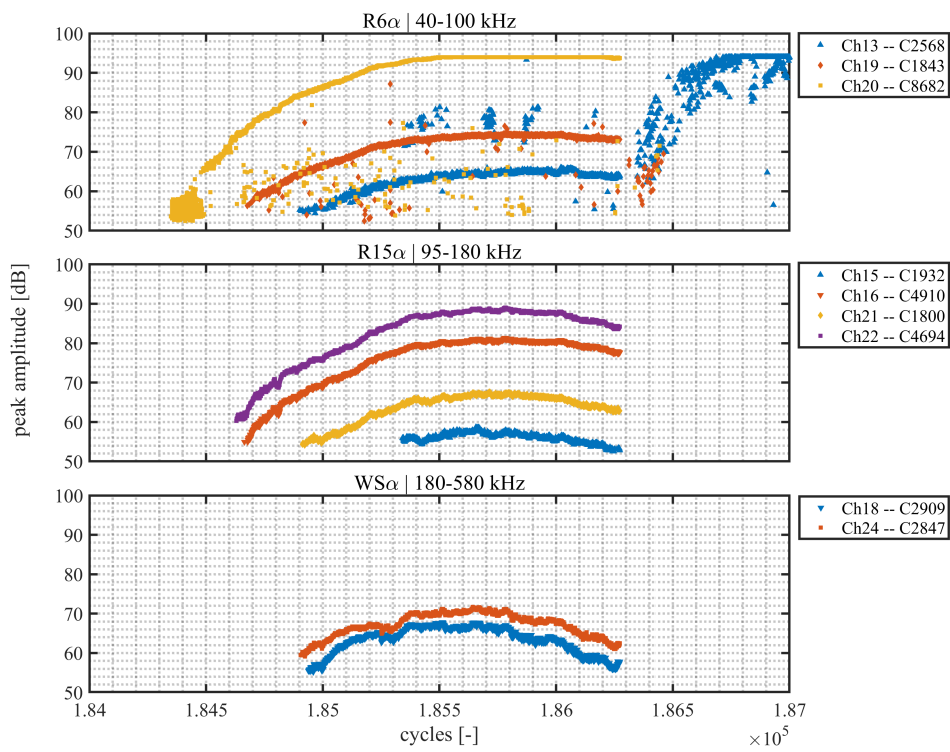 R6α | 40-100 kHz
100
90
80
70
60
50
Ch13 -- C2568
Ch19 -- C1843
Ch20 -- C8682
R15α | 95-180 kHz
100
90
80
70
60
50
Ch15 -- C1932
Ch16 -- C4910
Ch21 -- C1800
Ch22 -- C4694
peak amplitude [dB]
WSα | 180-580 kHz
100
90
80
70
60
50
Ch18 -- C2909
Ch24 -- C2847
1.84 1.845 1.85 1.855 1.86 1.865 1.87
cycles [-]
×10⁵